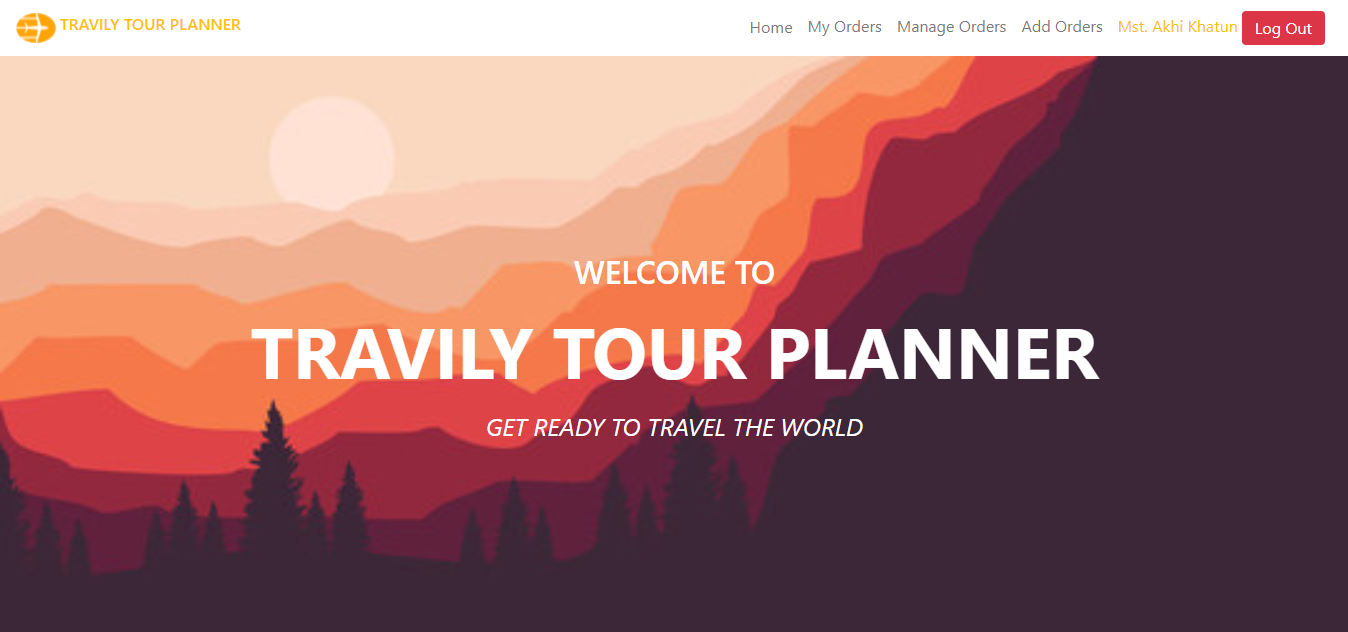 TRAVILY TOUR PLANNER
Home My Orders Manage Orders Add Orders Mst. Akhi Khatun Log Out
WELCOME TO
TRAVILY TOUR PLANNER
GET READY TO TRAVEL THE WORLD